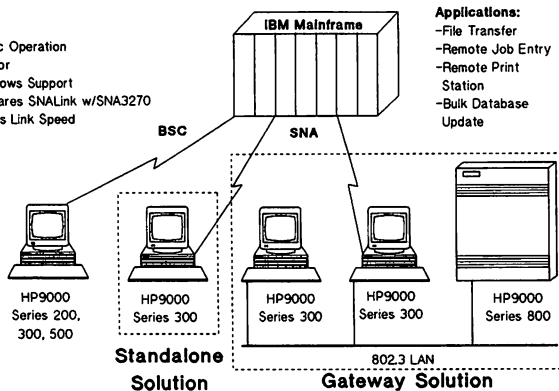 IBM Mainframe
Applications:
-File Transfer
-Remote Job Entry
-Remote Print
Station
-Bulk Database
Update
Operation
ows Support
ares SNALink w/SNA3270
s Link Speed
BSC
SNA
HP9000
Series 200,
300, 500
HP9000
Series 300
HP9000
Series 300
HP9000
Series 300
HP9000
Series 800
802.3 LAN
Standalone
Solution
Gateway Solution